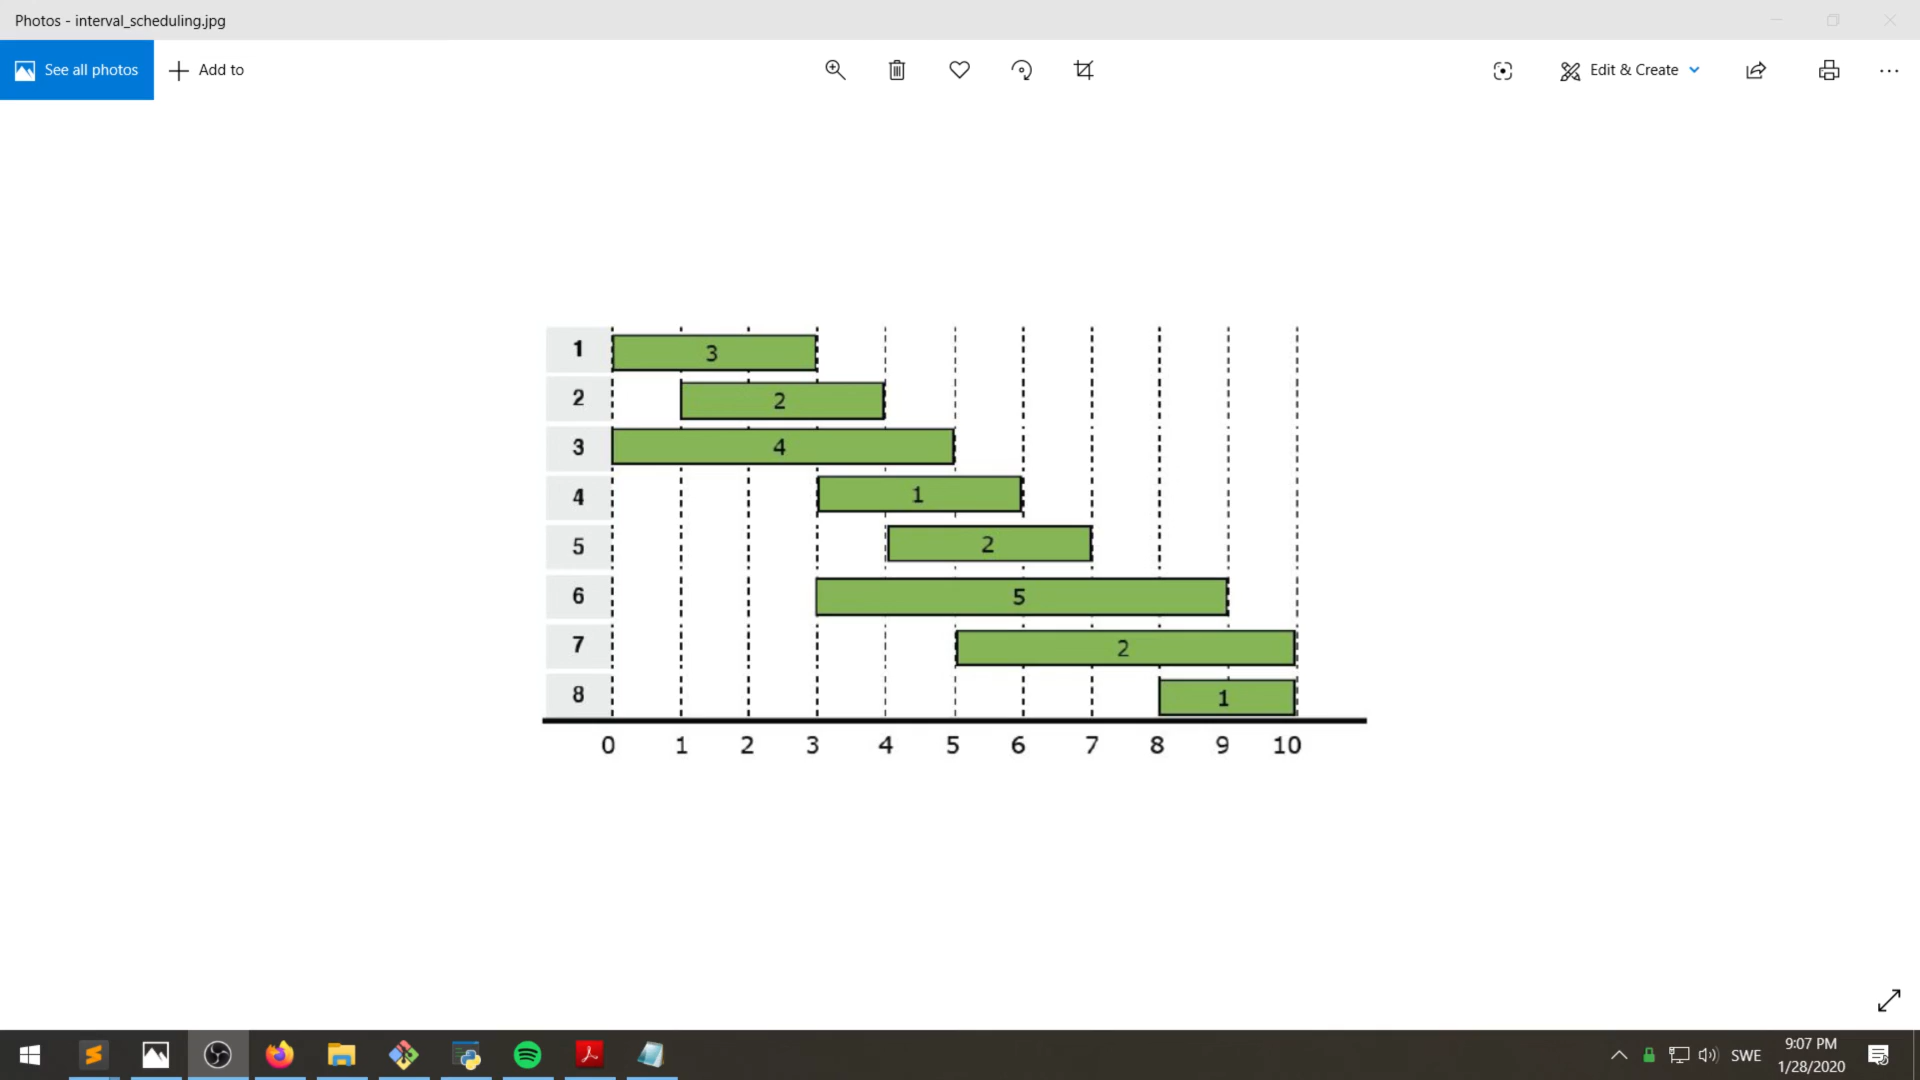 Photos - interval_scheduling.jpg
See all photos
Add to
Edit & Create
1 3
2 2
3 4
4 1
5 2
6 5
7 2
8 1
0 1 2 3 4 5 6 7 8 9 10
SWE
9:07 PM
1/28/2020